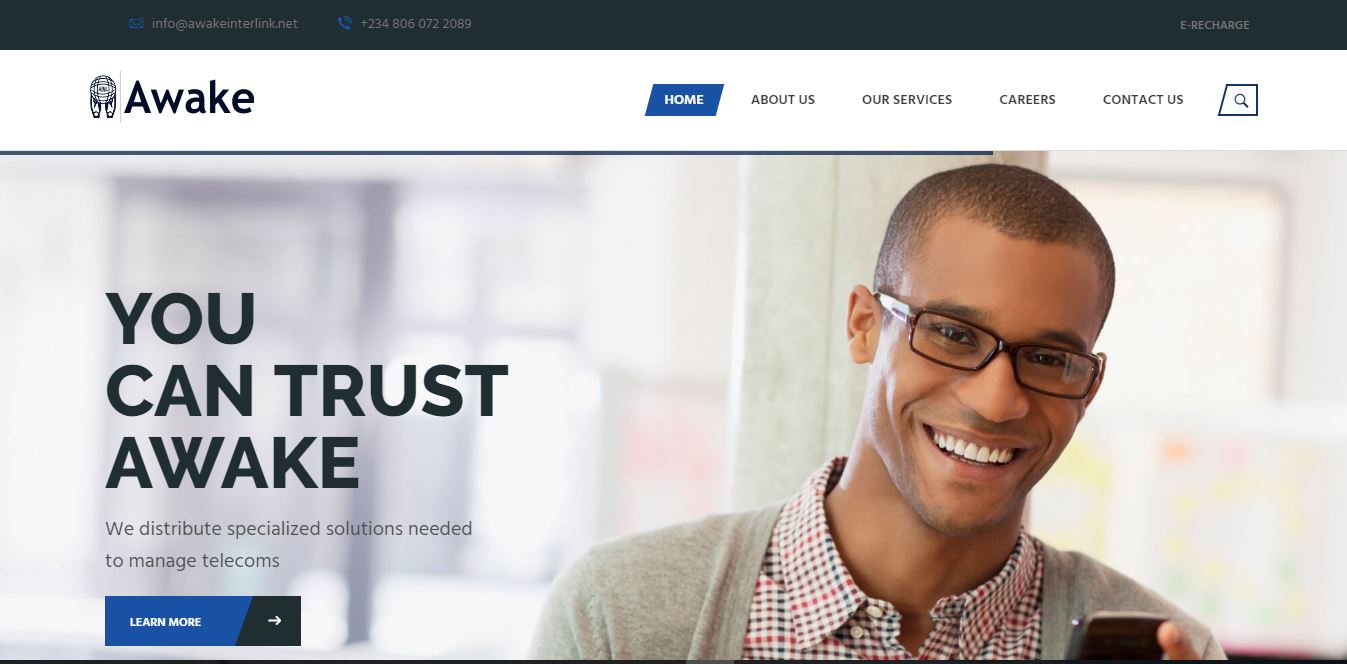 info@awakeinterlink.net
+234 806 072 2089
E-RECHARGE
Awake
HOME
ABOUT US
OUR SERVICES
CAREERS
CONTACT US
YOU
CAN TRUST
AWAKE
We distribute specialized solutions needed
to manage telecoms
LEARN MORE